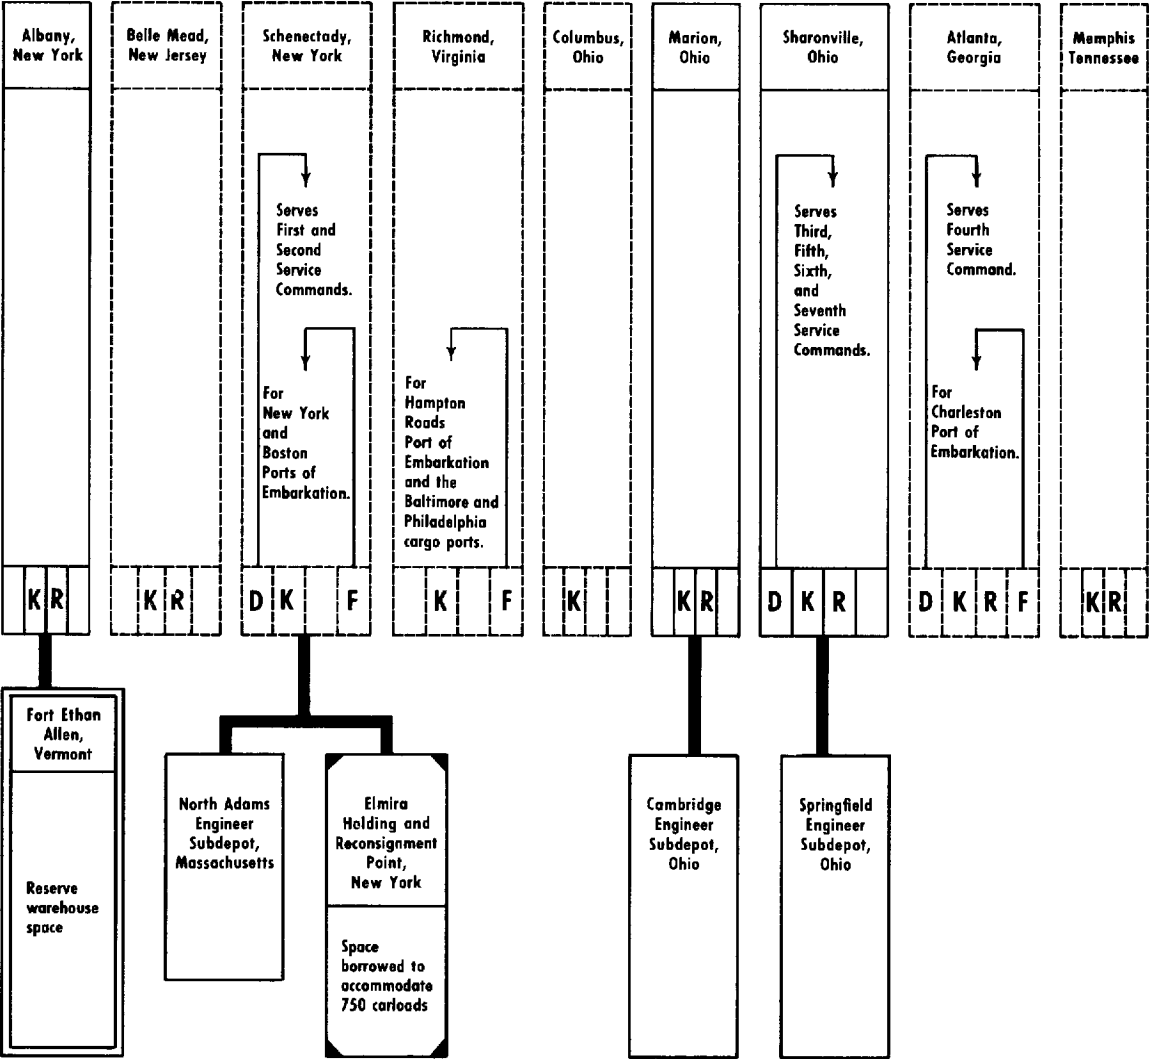 Albany,
New York
Belle Mead,
New Jersey
Schenectady,
New York
Richmond,
Virginia
Columbus,
Ohio
Marion,
Ohio
Sharonville,
Ohio
Atlanta,
Georgia
Memphis
Tennessee
Serves
First and
Second
Service
Commands.
For
New York
and
Boston
Ports of
Embarkation.
For
Hampton
Roads
Port of
Embarkation
and the
Baltimore and
Philadelphia
cargo ports.
Serves
Third,
Fifth,
Sixth,
and
Seventh
Service
Commands.
Serves
Fourth
Service
Command.
For
Charleston
Port of
Embarkation.
K R
K R
D K F
K F
K
K R
D K R
D K R F
K R
Fort Ethan
Allen,
Vermont
Reserve
warehouse
space
North Adams
Engineer
Subdepot,
Massachusetts
Elmira
Holding and
Reconsignment
Point,
New York
Space
borrowed to
accommodate
750 carloads
Cambridge
Engineer
Subdepot,
Ohio
Springfield
Engineer
Subdepot,
Ohio